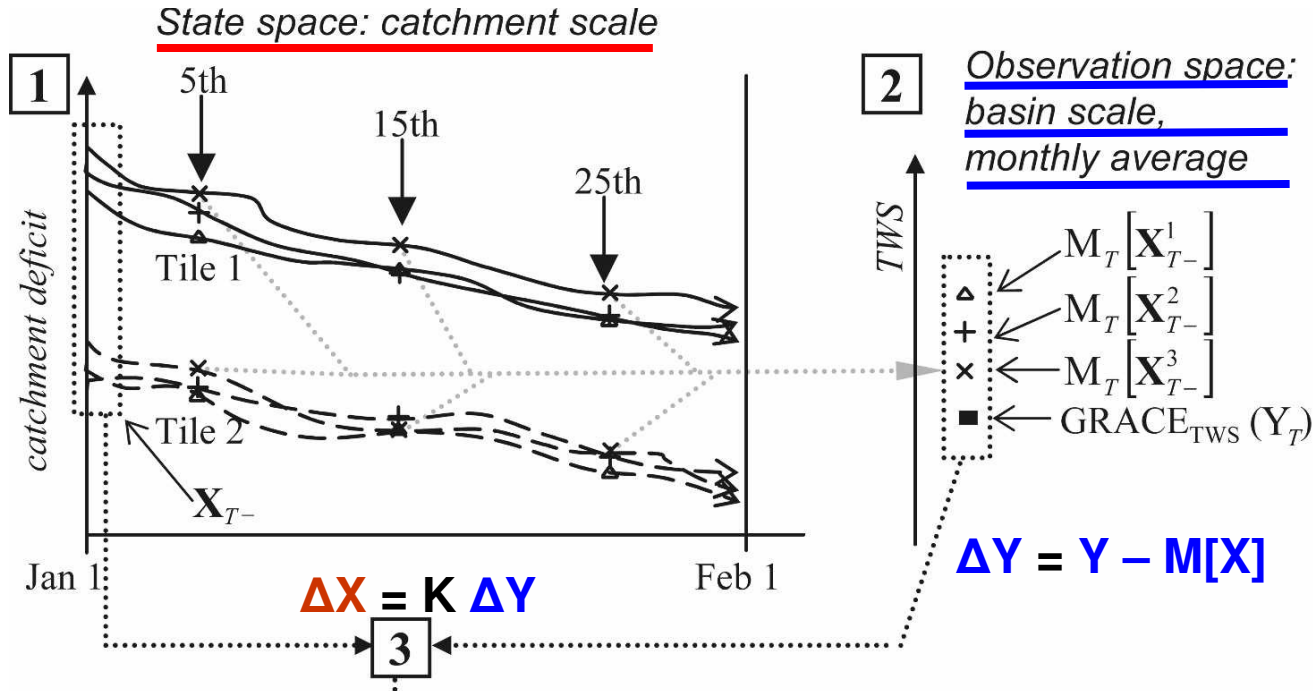 State space: catchment scale
1
5th
15th
25th
catchment deficit
Tile 1
Tile 2
X_{T−}
Jan 1
Feb 1
ΔX = K ΔY
3
2
Observation space:
basin scale,
monthly average
TWS
M_T[X^1_{T−}]
M_T[X^2_{T−}]
M_T[X^3_{T−}]
GRACE_{TWS} (Y_T)
ΔY = Y – M[X]